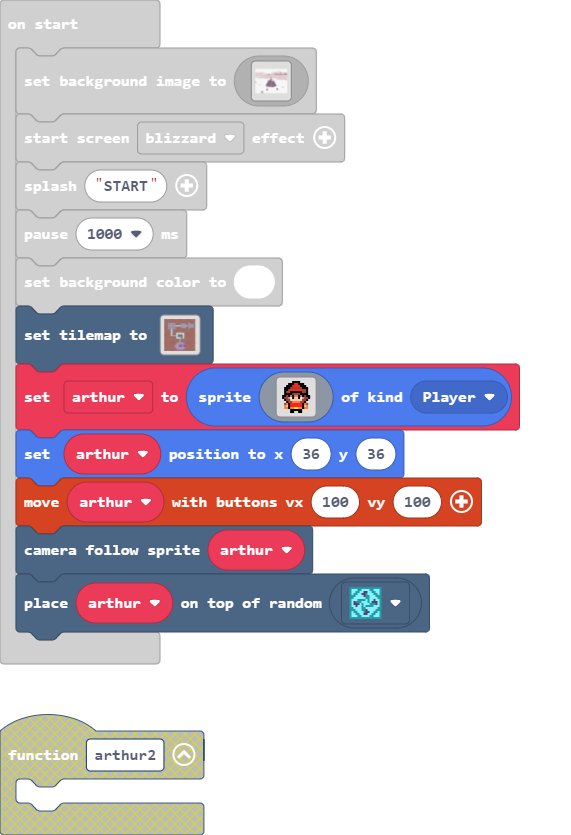 on start
set background image to
start screen blizzard effect
splash "START"
pause 1000 ms
set background color to
set tilemap to
set arthur to sprite of kind Player
set arthur position to x 36 y 36
move arthur with buttons vx 100 vy 100
camera follow sprite arthur
place arthur on top of random
function arthur2